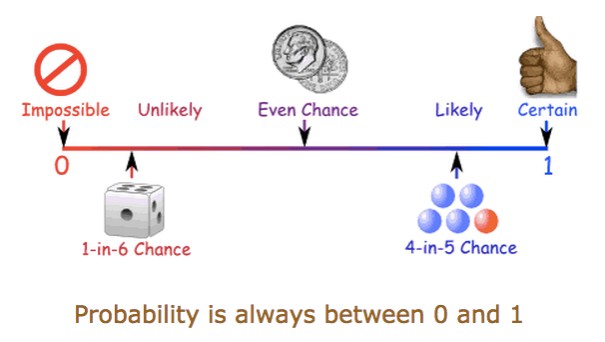 Impossible Unlikely Even Chance Likely Certain
0 1
1-in-6 Chance 4-in-5 Chance
Probability is always between 0 and 1